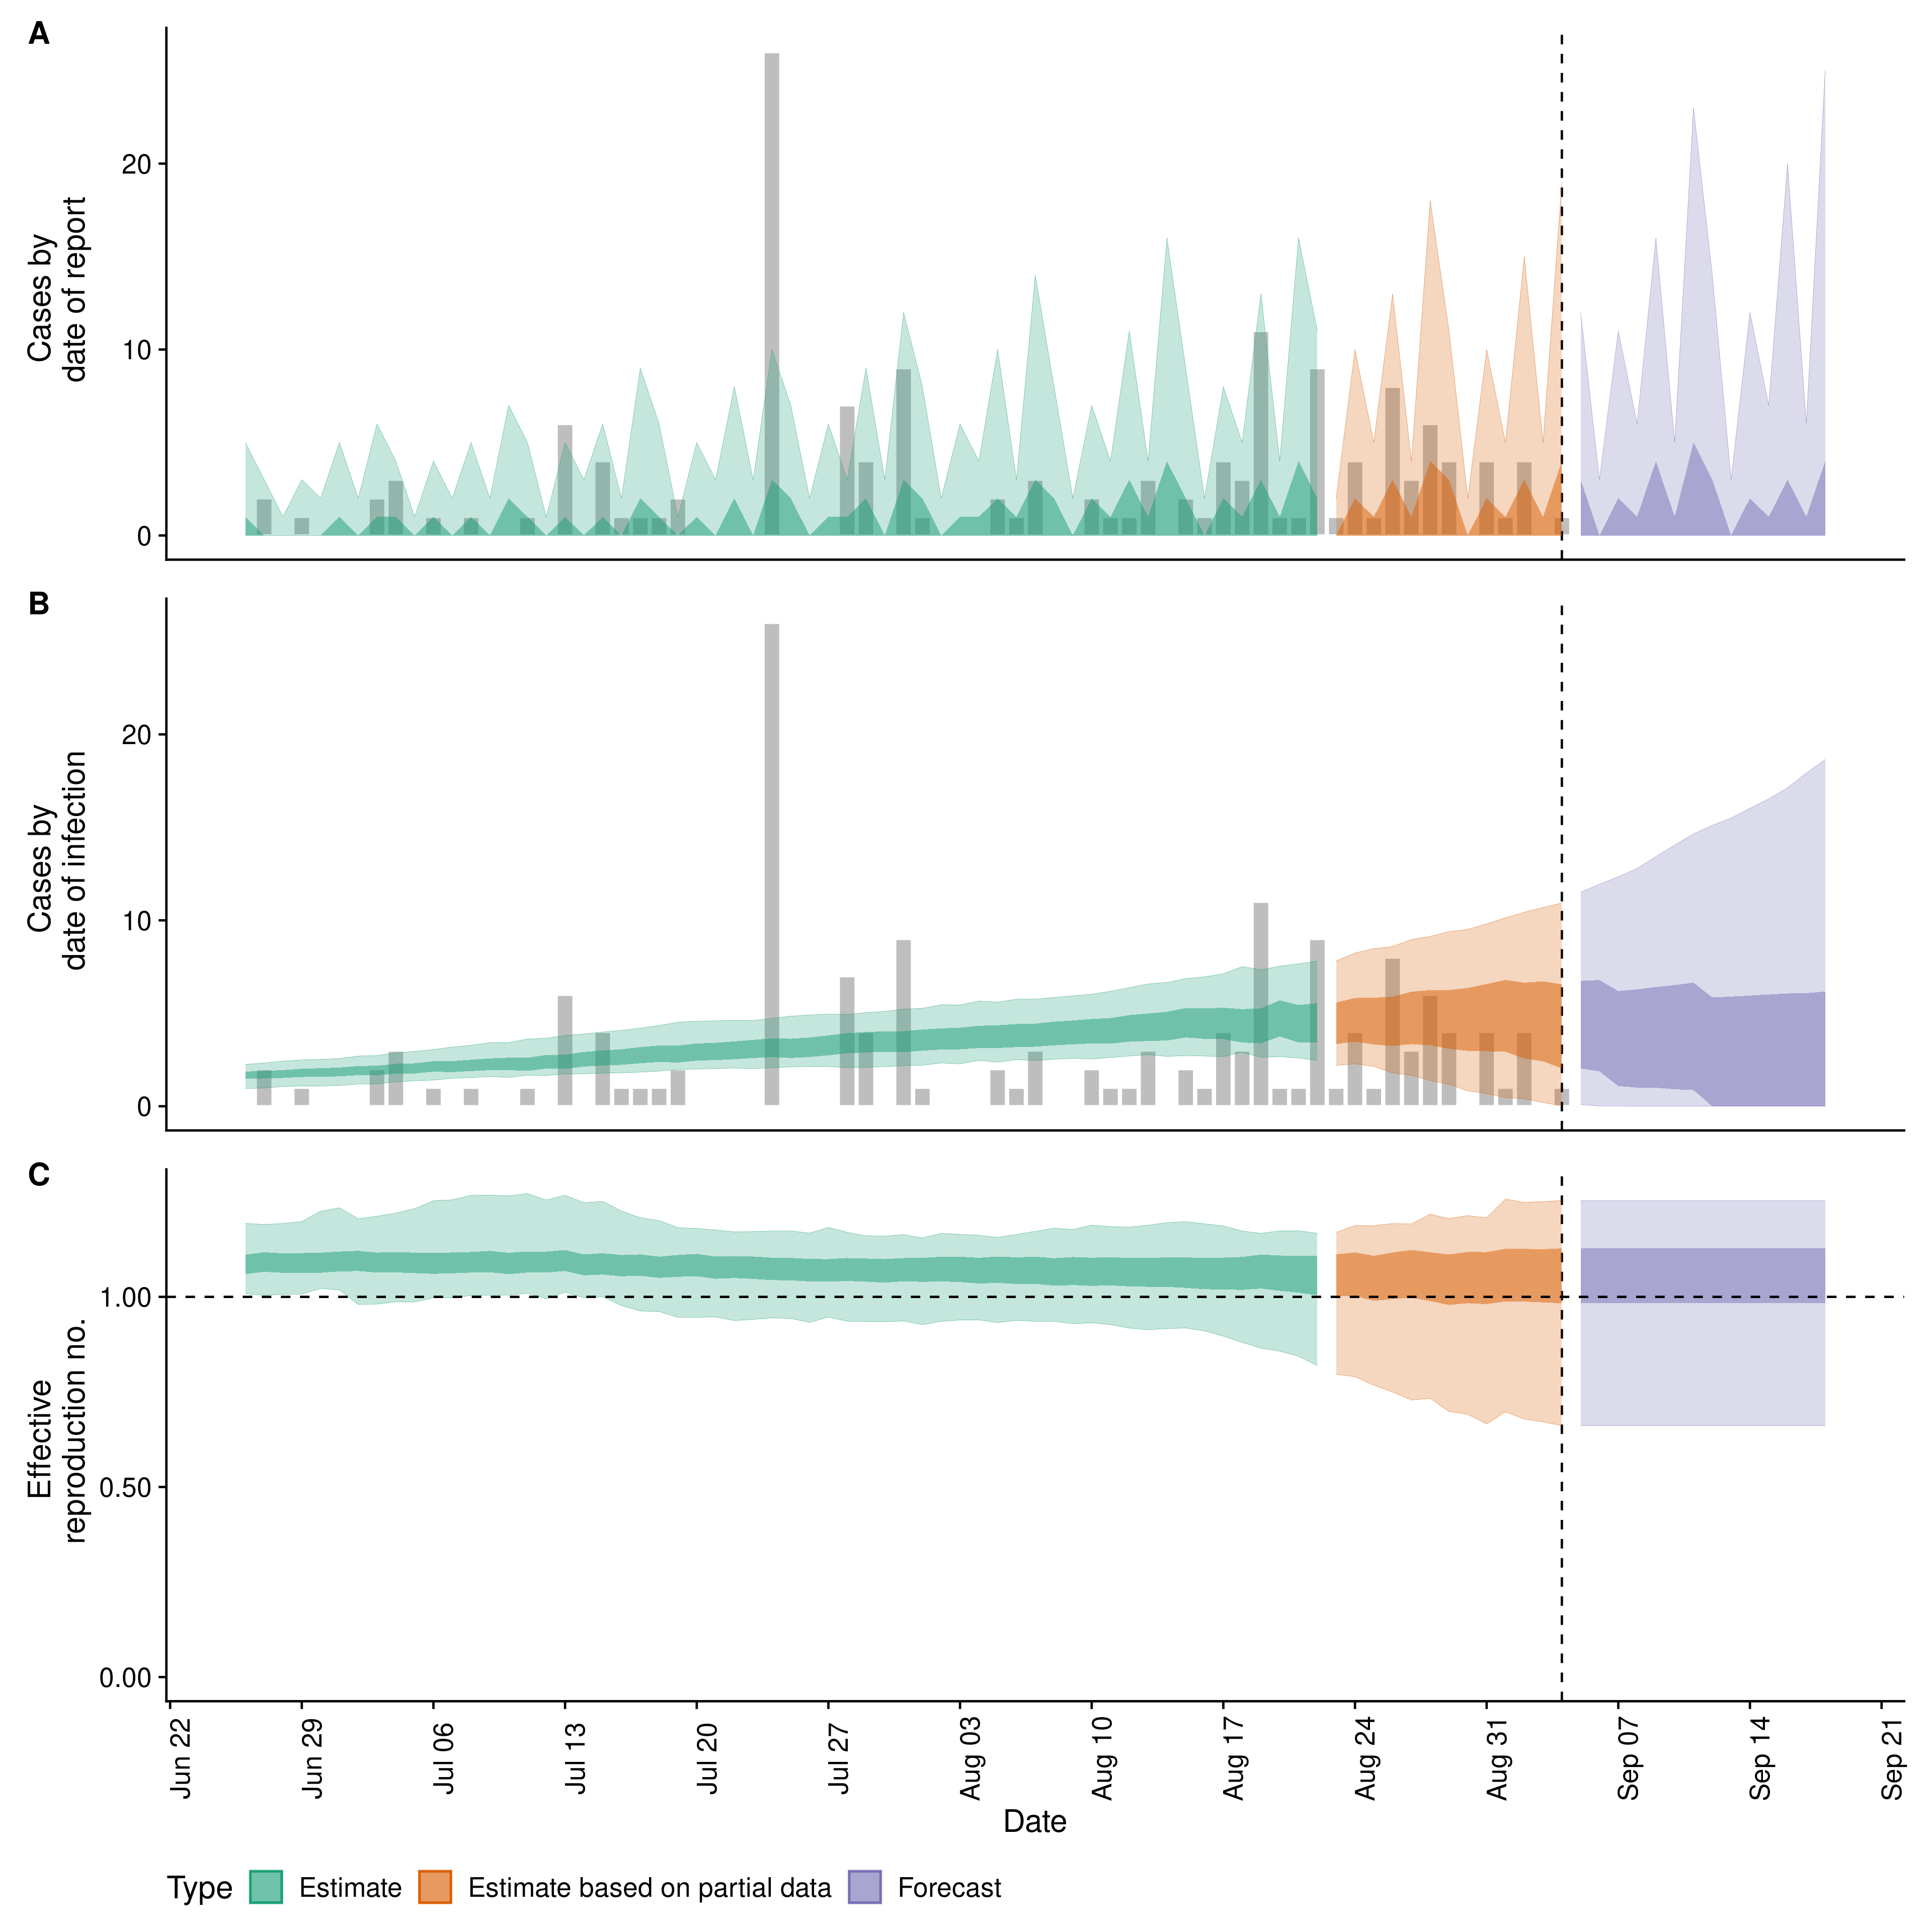 A
Cases by
date of report
20
10
0
B
Cases by
date of infection
20
10
0
C
Effective
reproduction no.
1.00
0.50
0.00
Jun 22
Jun 29
Jul 06
Jul 13
Jul 20
Jul 27
Aug 03
Aug 10
Aug 17
Aug 24
Aug 31
Sep 07
Sep 14
Sep 21
Date
Type Estimate Estimate based on partial data Forecast